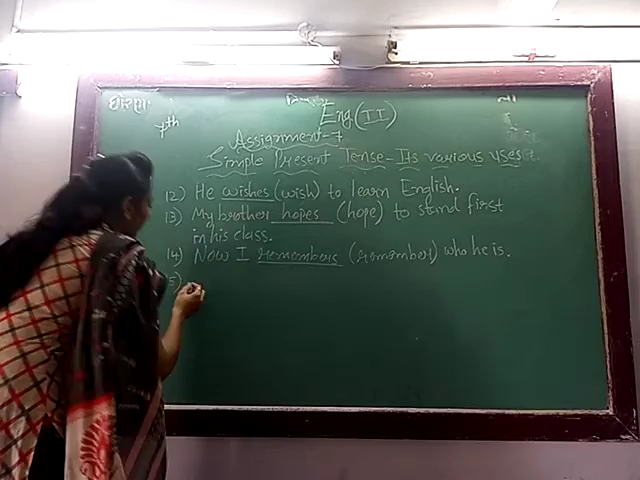 Eng (II)
Assignment-7
Simple Present Tense - Its various uses.
12) He wishes (wish) to learn English.
13) My brother hopes (hope) to stand first
in his class.
14) Now I remembers (remember) who he is.
5)